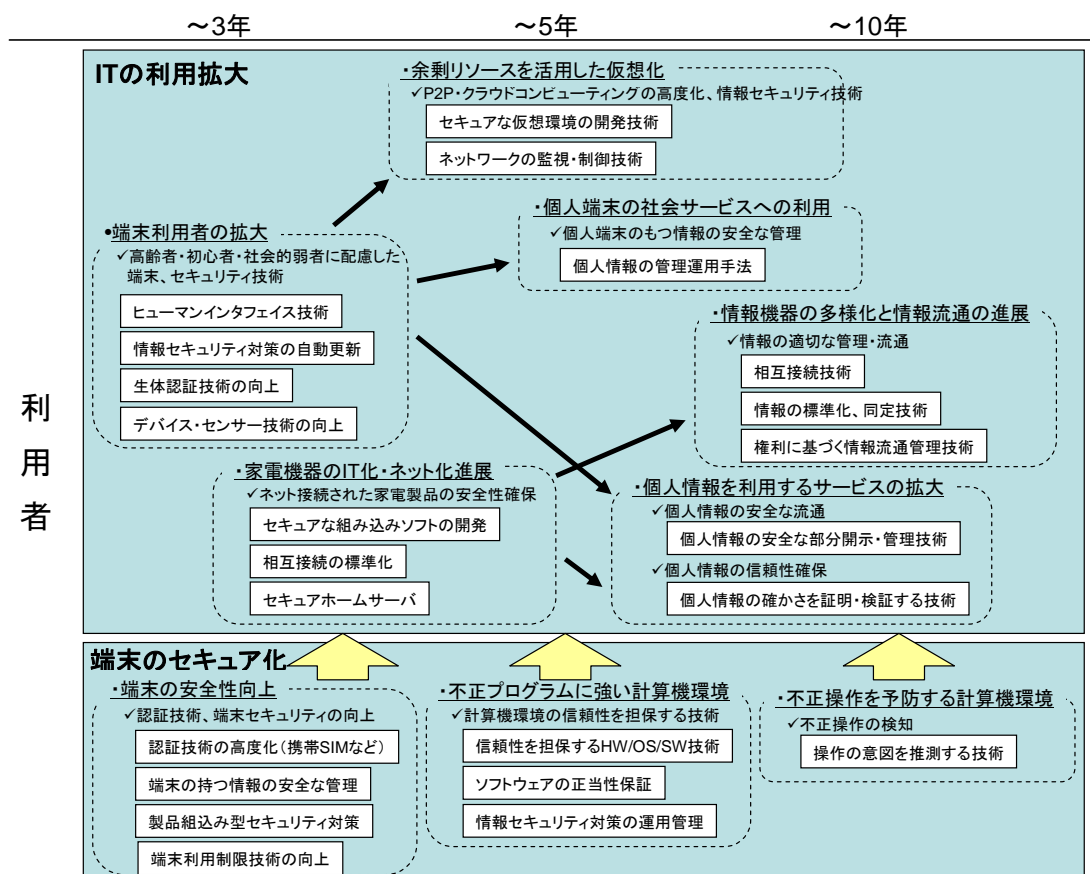 ～3年
～5年
～10年
利
用
者
ITの利用拡大
・余剰リソースを活用した仮想化
✓P2P・クラウドコンピューティングの高度化、情報セキュリティ技術
セキュアな仮想環境の開発技術
ネットワークの監視・制御技術
•端末利用者の拡大
✓高齢者・初心者・社会的弱者に配慮した
端末、セキュリティ技術
ヒューマンインタフェイス技術
情報セキュリティ対策の自動更新
生体認証技術の向上
デバイス・センサー技術の向上
・個人端末の社会サービスへの利用
✓個人端末のもつ情報の安全な管理
個人情報の管理運用手法
・情報機器の多様化と情報流通の進展
✓情報の適切な管理・流通
相互接続技術
情報の標準化、同定技術
権利に基づく情報流通管理技術
・家電機器のIT化・ネット化進展
✓ネット接続された家電製品の安全性確保
セキュアな組み込みソフトの開発
相互接続の標準化
セキュアホームサーバ
・個人情報を利用するサービスの拡大
✓個人情報の安全な流通
個人情報の安全な部分開示・管理技術
✓個人情報の信頼性確保
個人情報の確かさを証明・検証する技術
端末のセキュア化
・端末の安全性向上
✓認証技術、端末セキュリティの向上
認証技術の高度化（携帯SIMなど）
端末の持つ情報の安全な管理
製品組込み型セキュリティ対策
端末利用制限技術の向上
・不正プログラムに強い計算機環境
✓計算機環境の信頼性を担保する技術
信頼性を担保するHW/OS/SW技術
ソフトウェアの正当性保証
情報セキュリティ対策の運用管理
・不正操作を予防する計算機環境
✓不正操作の検知
操作の意図を推測する技術